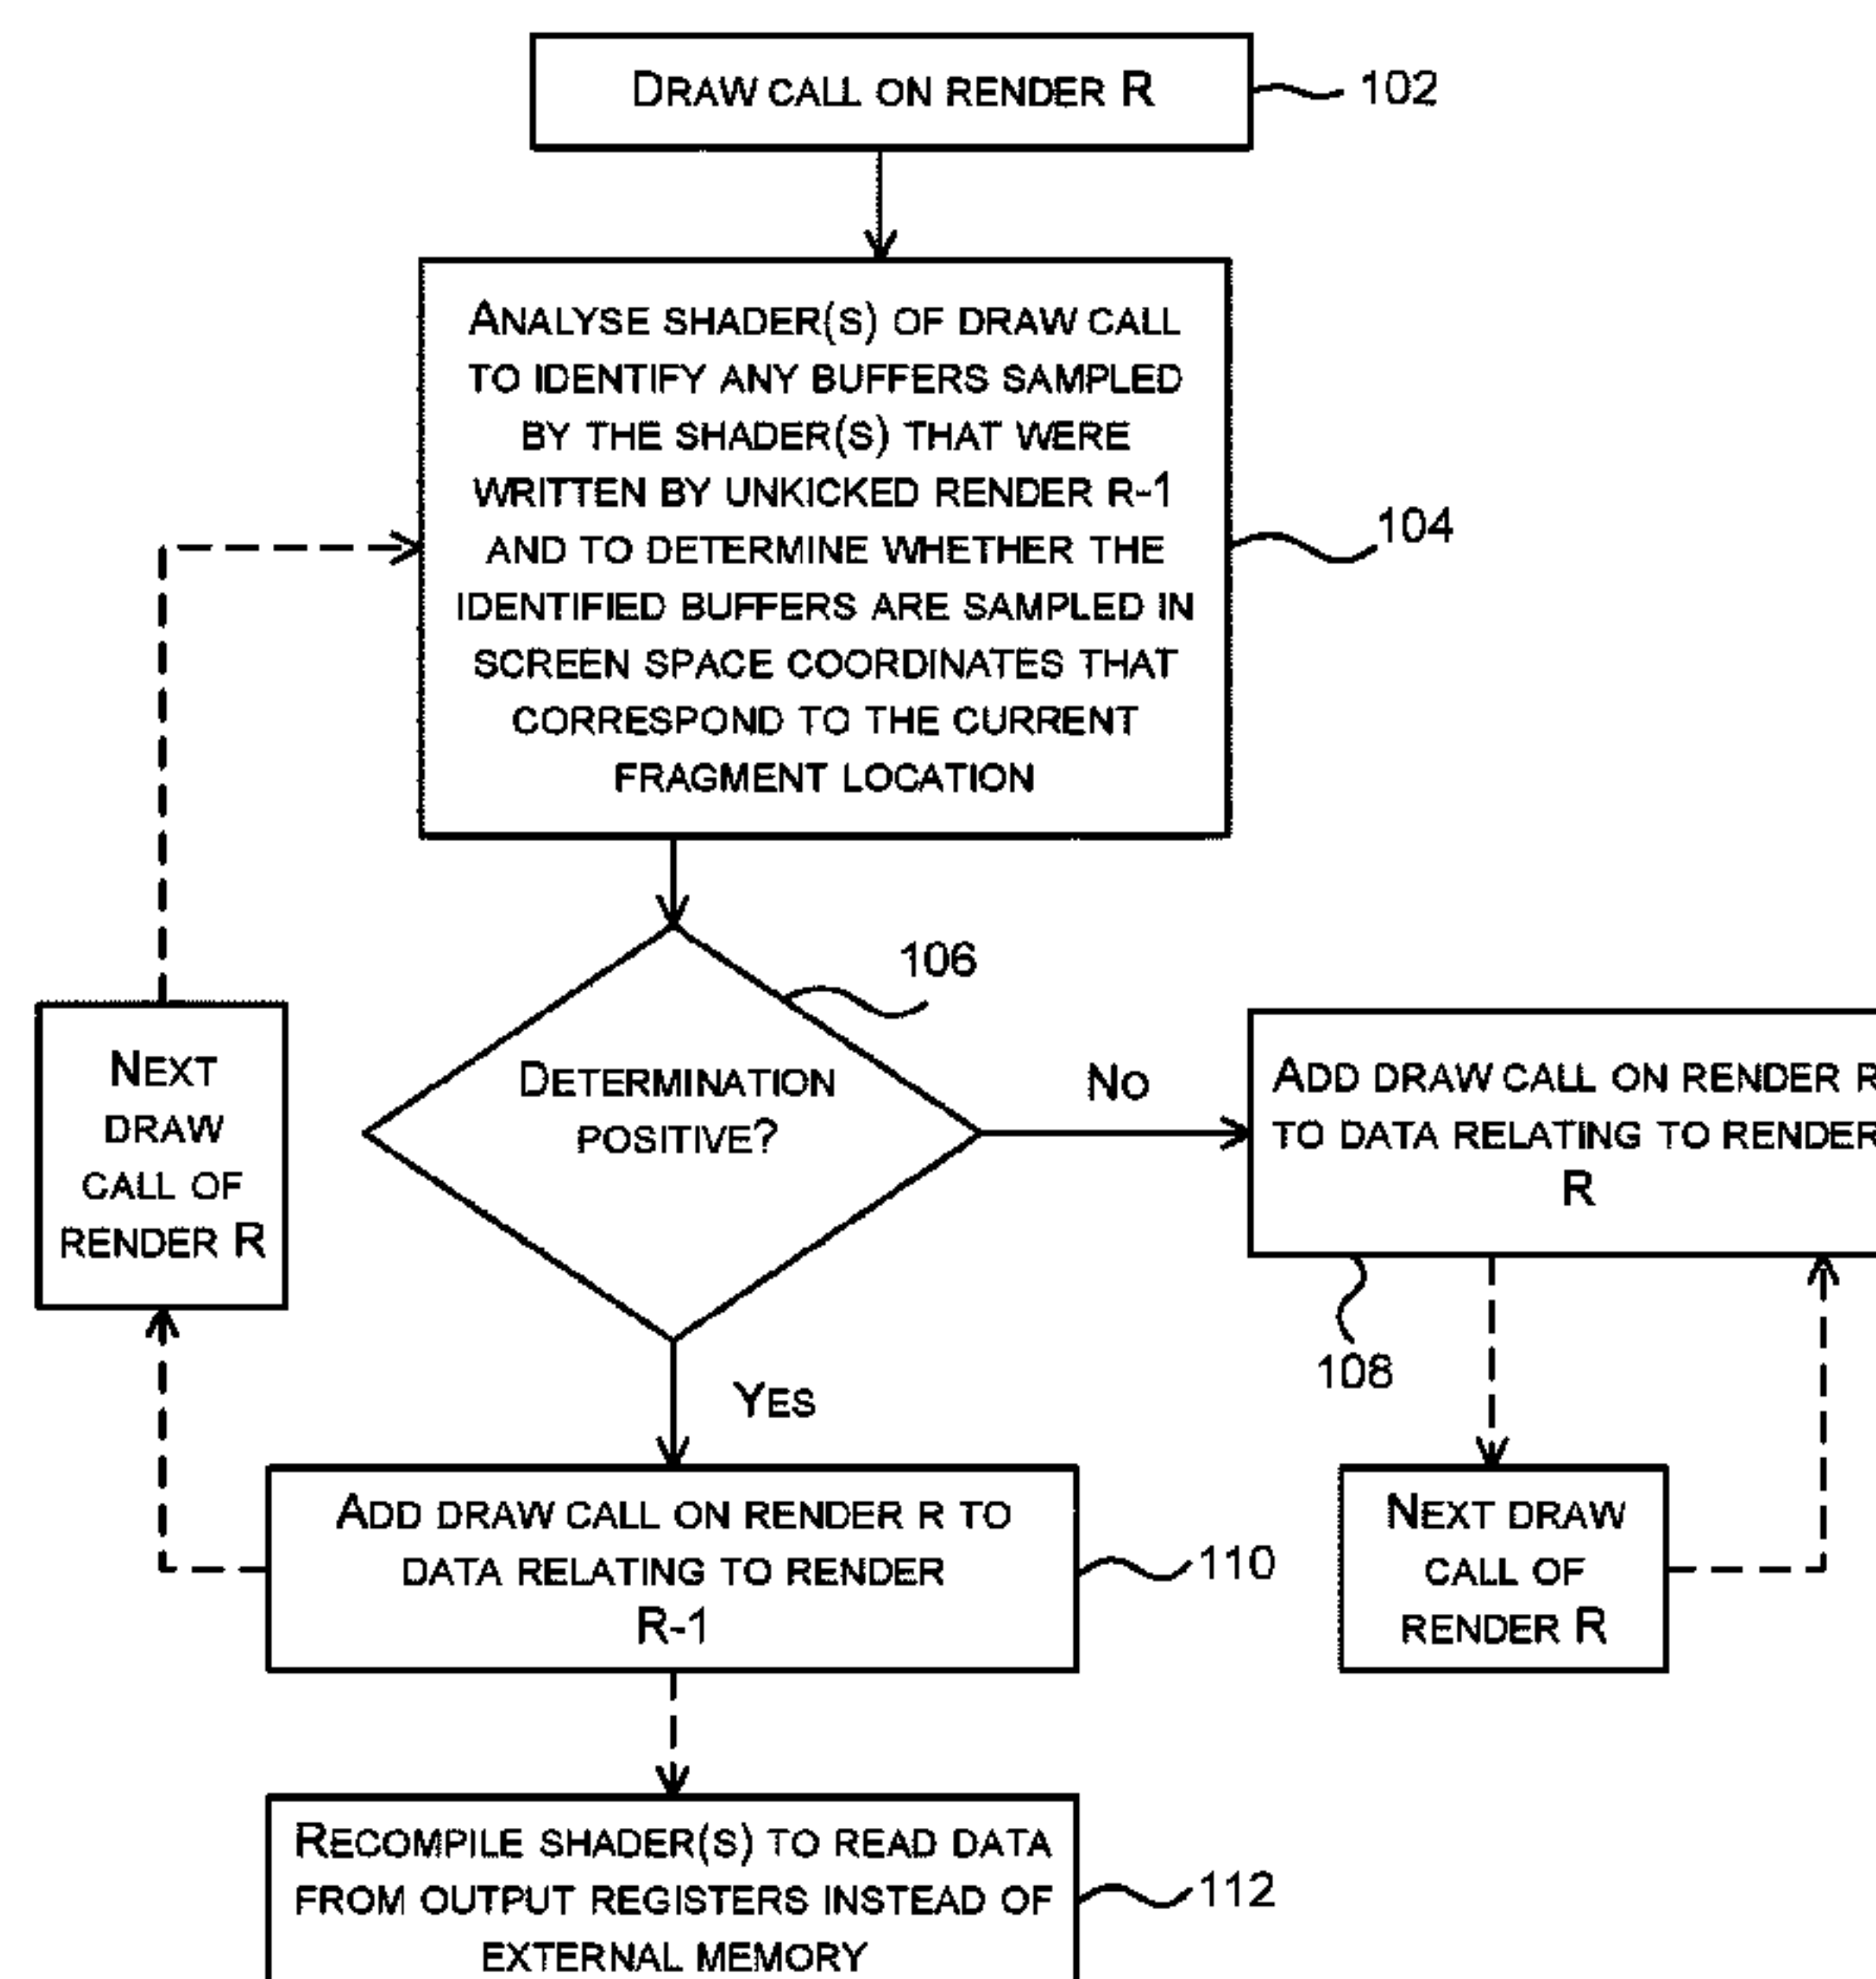 DRAW CALL ON RENDER R
102
ANALYSE SHADER(S) OF DRAW CALL
TO IDENTIFY ANY BUFFERS SAMPLED
BY THE SHADER(S) THAT WERE
WRITTEN BY UNKICKED RENDER R-1
AND TO DETERMINE WHETHER THE
IDENTIFIED BUFFERS ARE SAMPLED IN
SCREEN SPACE COORDINATES THAT
CORRESPOND TO THE CURRENT
FRAGMENT LOCATION
104
106
DETERMINATION
POSITIVE?
NO
ADD DRAW CALL ON RENDER R
TO DATA RELATING TO RENDER
R
108
NEXT
DRAW
CALL OF
RENDER R
YES
ADD DRAW CALL ON RENDER R TO
DATA RELATING TO RENDER
R-1
110
NEXT DRAW
CALL OF
RENDER R
RECOMPILE SHADER(S) TO READ DATA
FROM OUTPUT REGISTERS INSTEAD OF
EXTERNAL MEMORY
112